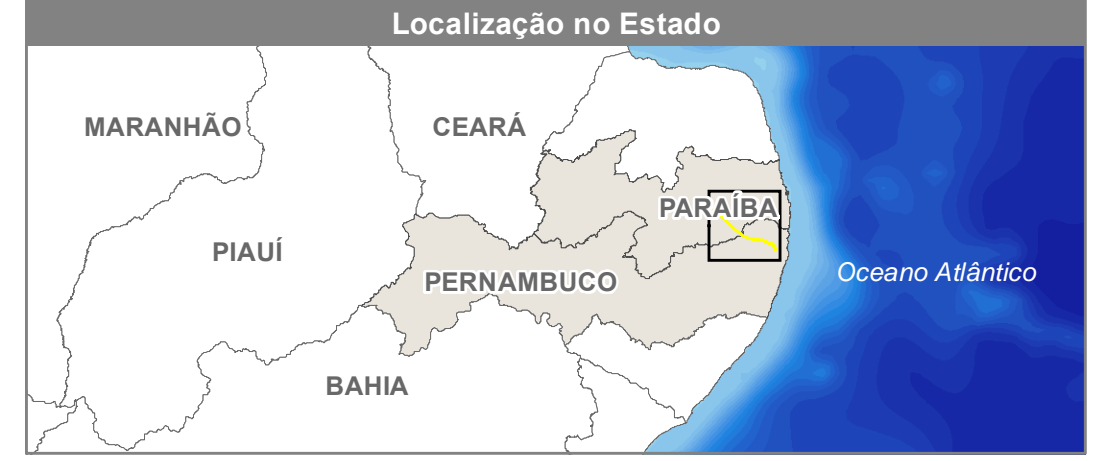 Localização no Estado
MARANHÃO
CEARÁ
PARAÍBA
PIAUÍ
PERNAMBUCO
Oceano Atlântico
BAHIA